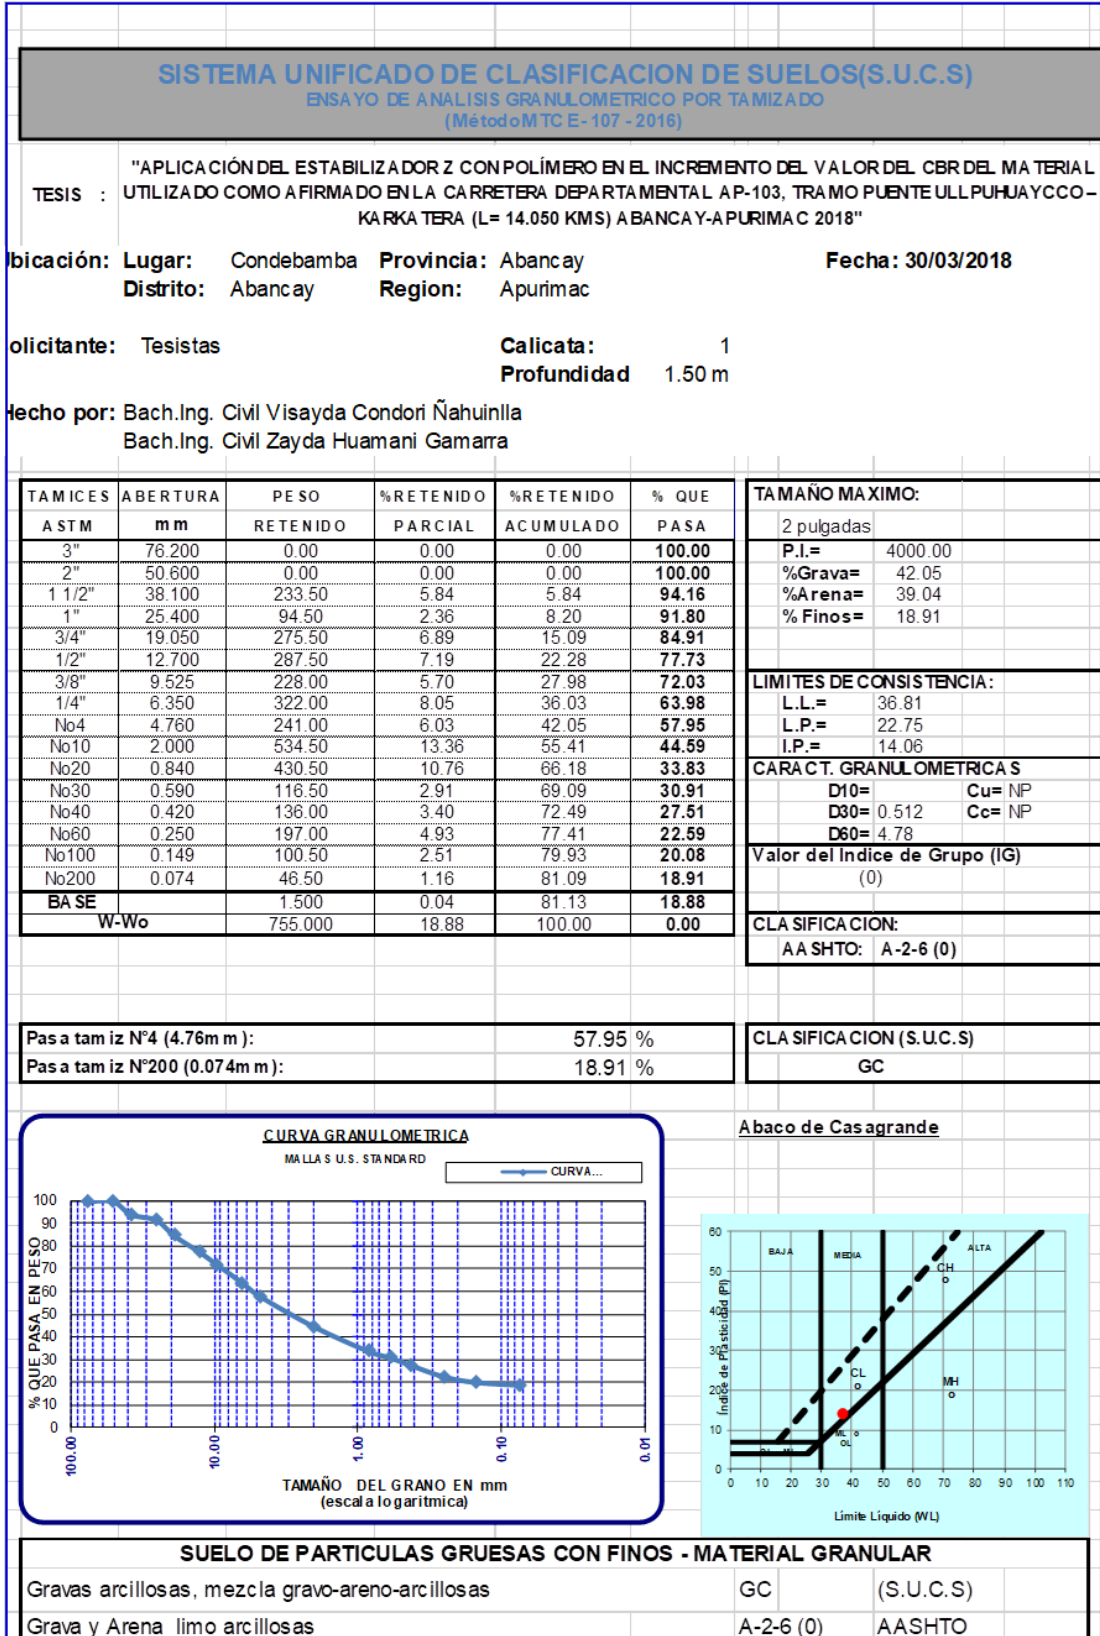 SISTEMA UNIFICADO DE CLASIFICACION DE SUELOS(S.U.C.S)
ENSAYO DE ANALISIS GRANULOMETRICO POR TAMIZADO
(Método MTC E- 107 - 2016)
"APLICACIÓN DEL ESTABILIZADOR Z CON POLÍMERO EN EL INCREMENTO DEL VALOR DEL CBR DEL MATERIAL
TESIS : UTILIZADO COMO AFIRMADO EN LA CARRETERA DEPARTAMENTAL AP-103, TRAMO PUENTE ULLPUHUAYCCO –
KARKATERA (L= 14.050 KMS) ABANCAY-APURIMAC 2018"
bicación: Lugar: Condebamba Provincia: Abancay Fecha: 30/03/2018
Distrito: Abancay Region: Apurimac
olicitante: Tesistas Calicata: 1
Profundidad 1.50 m
Hecho por: Bach.Ing. Civil Visayda Condori Ñahuinlla
Bach.Ing. Civil Zayda Huamani Gamarra
TAMICES ABERTURA PESO %RETENIDO %RETENIDO % QUE
ASTM mm RETENIDO PARCIAL ACUMULADO PASA
3" 76.200 0.00 0.00 0.00 100.00
2" 50.600 0.00 0.00 0.00 100.00
1 1/2" 38.100 233.50 5.84 5.84 94.16
1" 25.400 94.50 2.36 8.20 91.80
3/4" 19.050 275.50 6.89 15.09 84.91
1/2" 12.700 287.50 7.19 22.28 77.73
3/8" 9.525 228.00 5.70 27.98 72.03
1/4" 6.350 322.00 8.05 36.03 63.98
No4 4.760 241.00 6.03 42.05 57.95
No10 2.000 534.50 13.36 55.41 44.59
No20 0.840 430.50 10.76 66.18 33.83
No30 0.590 116.50 2.91 69.09 30.91
No40 0.420 136.00 3.40 72.49 27.51
No60 0.250 197.00 4.93 77.41 22.59
No100 0.149 100.50 2.51 79.93 20.08
No200 0.074 46.50 1.16 81.09 18.91
BASE 1.500 0.04 81.13 18.88
W-Wo 755.000 18.88 100.00 0.00
TAMAÑO MAXIMO:
2 pulgadas
P.I.= 4000.00
%Grava= 42.05
%Arena= 39.04
% Finos= 18.91
LIMITES DE CONSISTENCIA:
L.L.= 36.81
L.P.= 22.75
I.P.= 14.06
CARACT. GRANULOMETRICAS
D10= Cu= NP
D30= 0.512 Cc= NP
D60= 4.78
Valor del Indice de Grupo (IG)
(0)
CLASIFICACION:
AASHTO: A-2-6 (0)
Pasa tamiz N°4 (4.76mm): 57.95 %
Pasa tamiz N°200 (0.074mm): 18.91 %
CLASIFICACION (S.U.C.S)
GC
CURVA GRANULOMETRICA
MALLAS U.S. STANDARD
CURVA...
% QUE PASA EN PESO
100
90
80
70
60
50
40
30
20
10
0
100.00 10.00 1.00 0.10 0.01
TAMAÑO DEL GRANO EN mm
(escala logaritmica)
Abaco de Casagrande
Índice de Plasticidad (PI)
60
50
40
30
20
10
0
BAJA MEDIA ALTA
CH
CL
MH
ML
OL
0 10 20 30 40 50 60 70 80 90 100 110
Límite Líquido (WL)
SUELO DE PARTICULAS GRUESAS CON FINOS - MATERIAL GRANULAR
Gravas arcillosas, mezcla gravo-areno-arcillosas GC (S.U.C.S)
Grava y Arena limo arcillosas A-2-6 (0) AASHTO